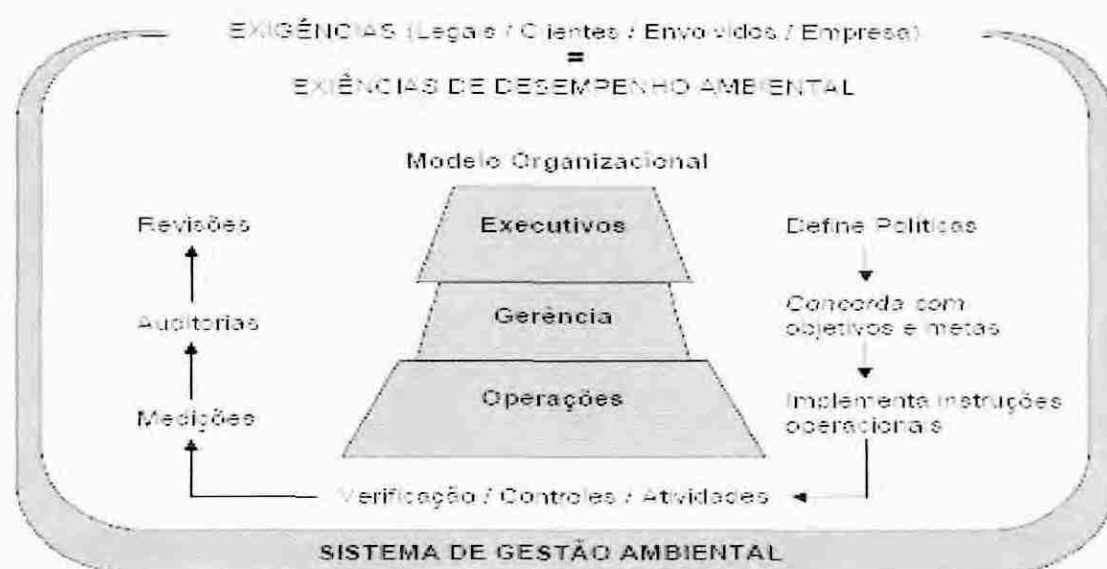 EXIGÊNCIAS (Legais / Clientes / Envolvidos / Empresa)
=
EXIÊNCIAS DE DESEMPENHO AMBIENTAL
Modelo Organizacional
Executivos
Gerência
Operações
Revisões
Auditorias
Medições
Define Políticas
Concorda com
objetivos e metas
Implementa instruções
operacionais
Verificação / Controles / Atividades
SISTEMA DE GESTÃO AMBIENTAL